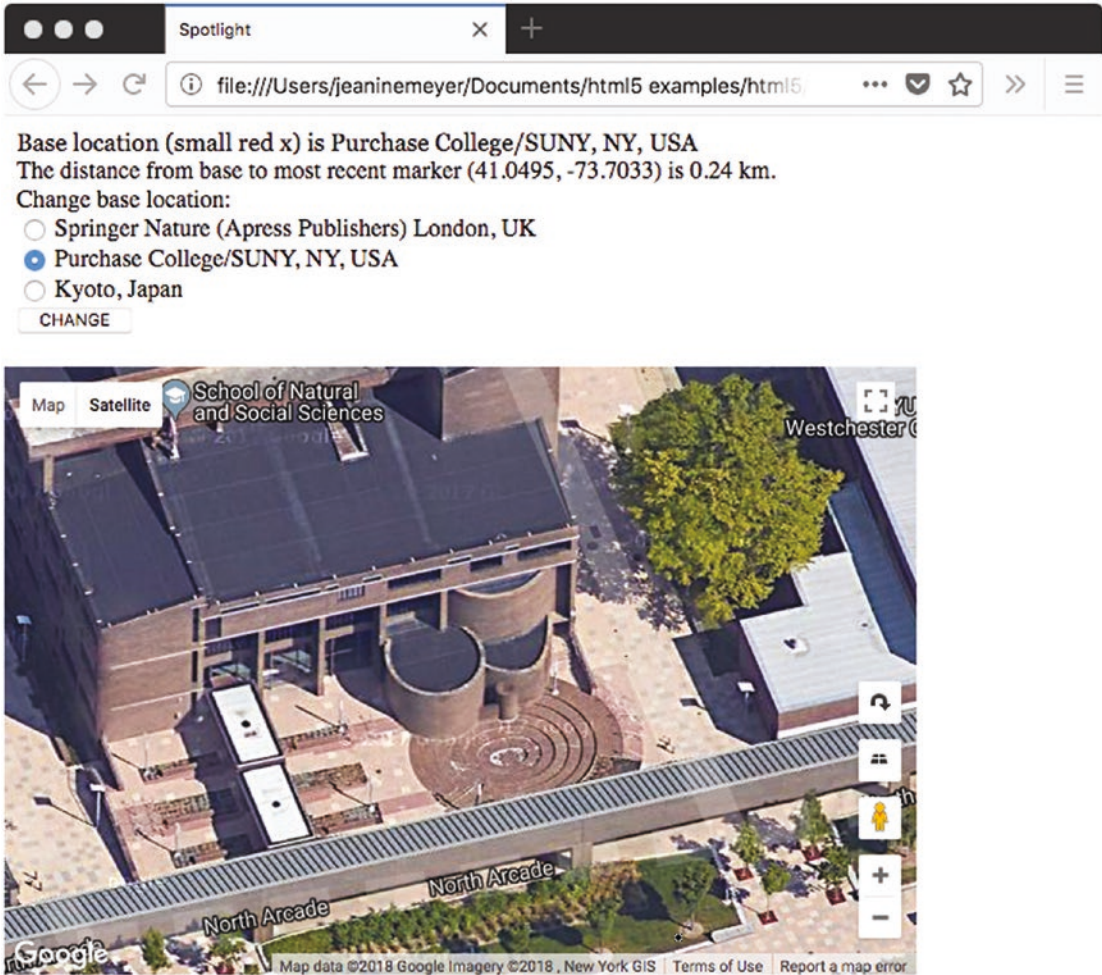 Spotlight
file:///Users/jeaninemeyer/Documents/html5 examples/html5/
Base location (small red x) is Purchase College/SUNY, NY, USA
The distance from base to most recent marker (41.0495, -73.7033) is 0.24 km.
Change base location:
Springer Nature (Apress Publishers) London, UK
Purchase College/SUNY, NY, USA
Kyoto, Japan
CHANGE
Map Satellite
School of Natural
and Social Sciences
Westchester
North Arcade
North Arcade
Google
Map data ©2018 Google Imagery ©2018 , New York GIS Terms of Use Report a map error